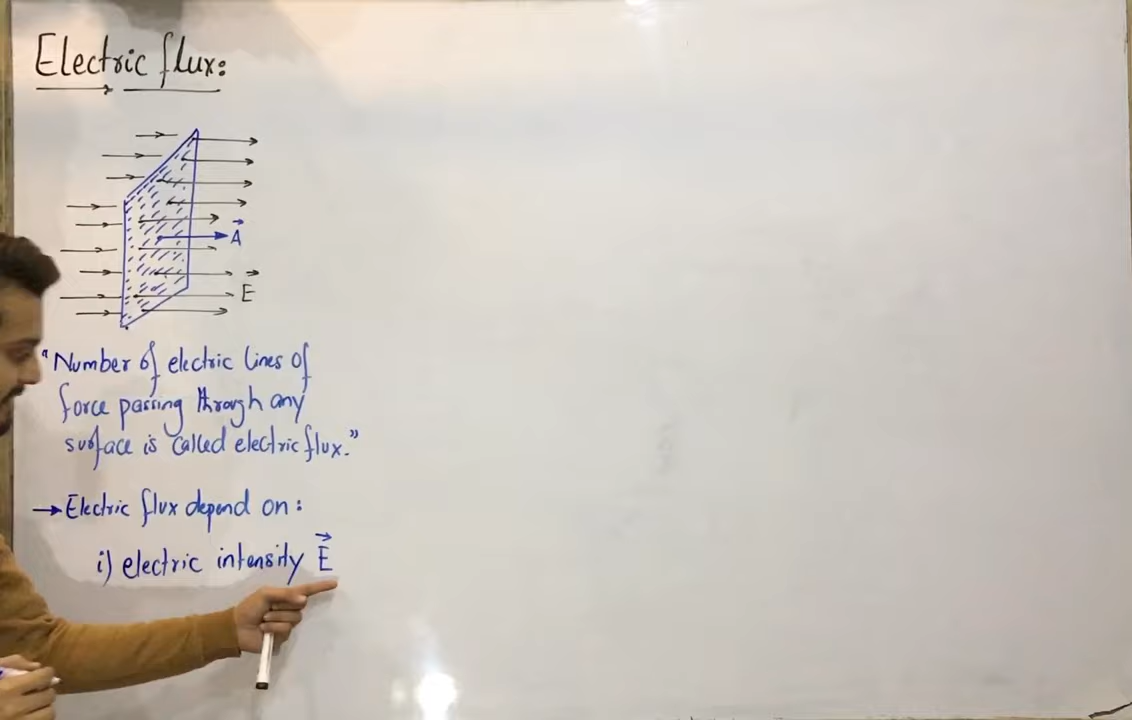 Electric flux:
A
E
"Number of electric lines of
force passing through any
surface is called electric flux."
→ Electric flux depend on:
i) electric intensity E